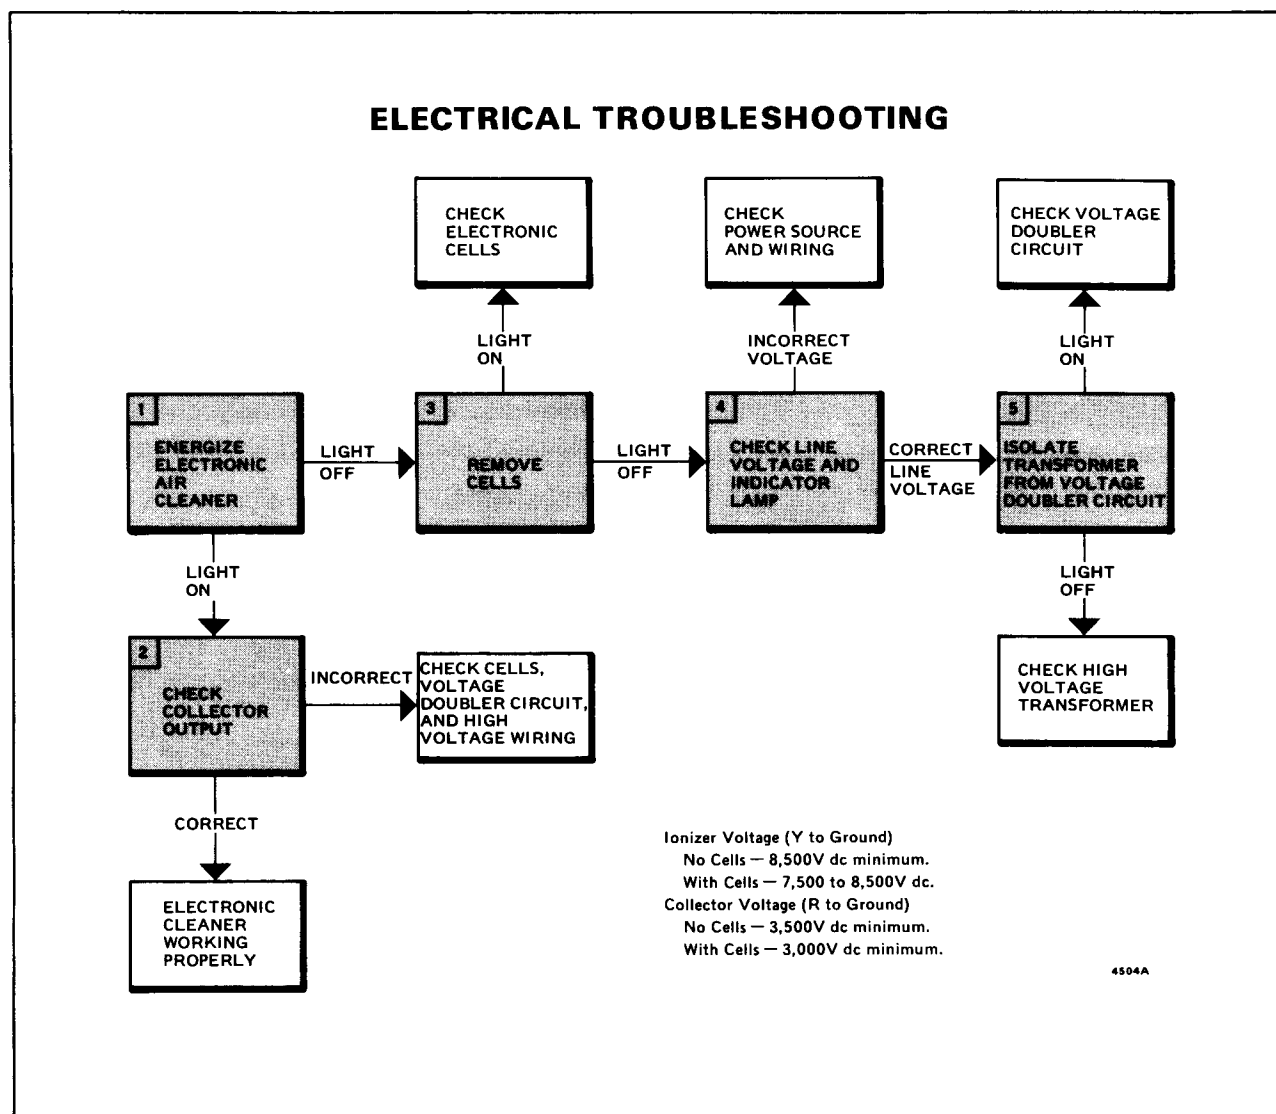 ELECTRICAL TROUBLESHOOTING
CHECK
ELECTRONIC
CELLS
CHECK
POWER SOURCE
AND WIRING
CHECK VOLTAGE
DOUBLER
CIRCUIT
LIGHT
ON
INCORRECT
VOLTAGE
LIGHT
ON
1
ENERGIZE
ELECTRONIC
AIR
CLEANER
LIGHT
OFF
3
REMOVE
CELLS
LIGHT
OFF
4
CHECK LINE
VOLTAGE AND
INDICATOR
LAMP
CORRECT
LINE
VOLTAGE
5
ISOLATE
TRANSFORMER
FROM VOLTAGE
DOUBLER CIRCUIT
LIGHT
ON
LIGHT
OFF
2
CHECK
COLLECTOR
OUTPUT
INCORRECT
CHECK CELLS,
VOLTAGE
DOUBLER CIRCUIT,
AND HIGH
VOLTAGE WIRING
CHECK HIGH
VOLTAGE
TRANSFORMER
CORRECT
ELECTRONIC
CLEANER
WORKING
PROPERLY
Ionizer Voltage (Y to Ground)
No Cells — 8,500V dc minimum.
With Cells — 7,500 to 8,500V dc.
Collector Voltage (R to Ground)
No Cells — 3,500V dc minimum.
With Cells — 3,000V dc minimum.
4504A